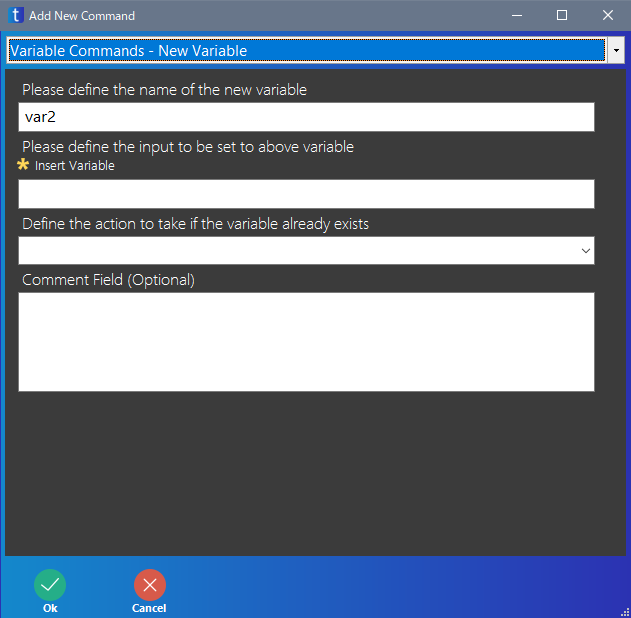 t Add New Command
Variable Commands - New Variable
Please define the name of the new variable
var2
Please define the input to be set to above variable
* Insert Variable
Define the action to take if the variable already exists
Comment Field (Optional)
Ok Cancel